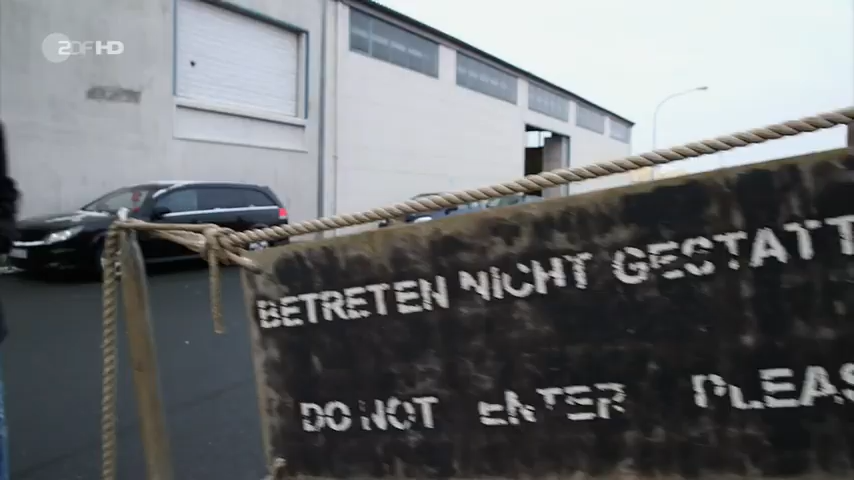 ZDF HD
BETRETEN NICHT GESTATT
DO NOT ENTER PLEAS